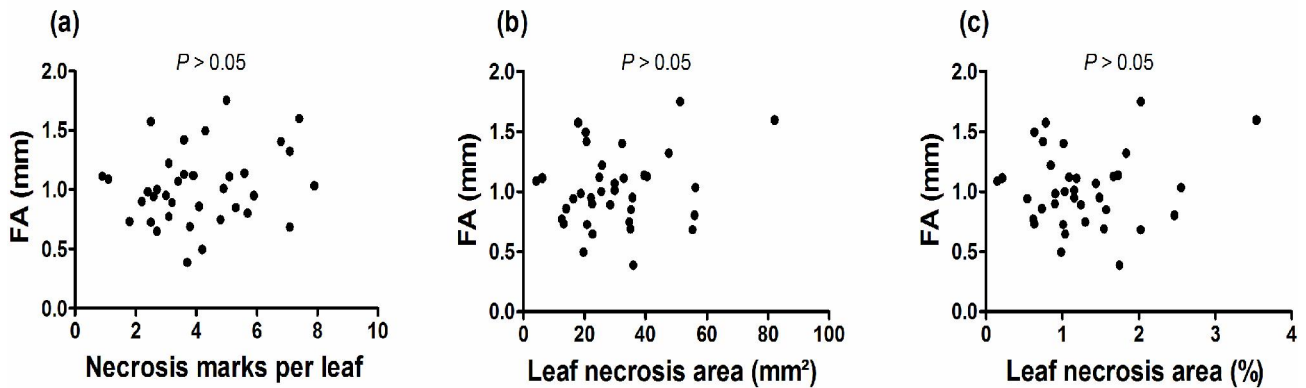 (a)
P > 0.05
FA (mm)
2.0
1.5
1.0
0.5
0.0
0 2 4 6 8 10
Necrosis marks per leaf
(b)
P > 0.05
FA (mm)
2.0
1.5
1.0
0.5
0.0
0 20 40 60 80 100
Leaf necrosis area (mm²)
(c)
P > 0.05
FA (mm)
2.0
1.5
1.0
0.5
0.0
0 1 2 3 4
Leaf necrosis area (%)